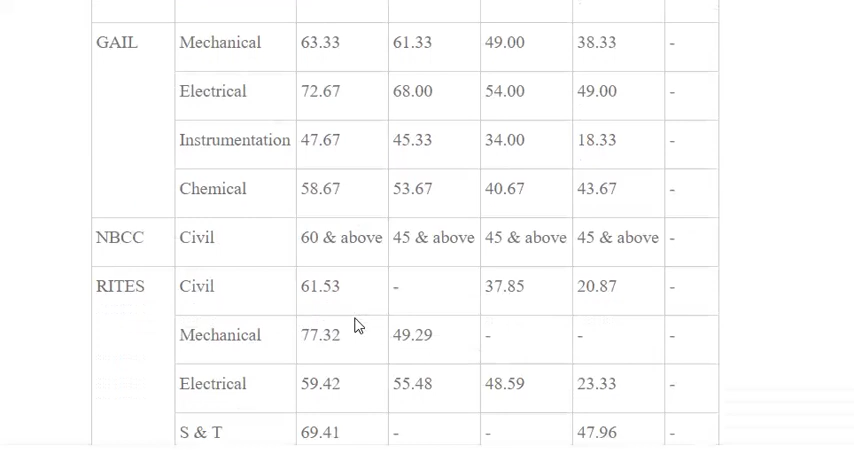 GAIL Mechanical 63.33 61.33 49.00 38.33 -
Electrical 72.67 68.00 54.00 49.00 -
Instrumentation 47.67 45.33 34.00 18.33 -
Chemical 58.67 53.67 40.67 43.67 -
NBCC Civil 60 & above 45 & above 45 & above 45 & above -
RITES Civil 61.53 - 37.85 20.87 -
Mechanical 77.32 49.29 - - -
Electrical 59.42 55.48 48.59 23.33 -
S & T 69.41 - - 47.96 -